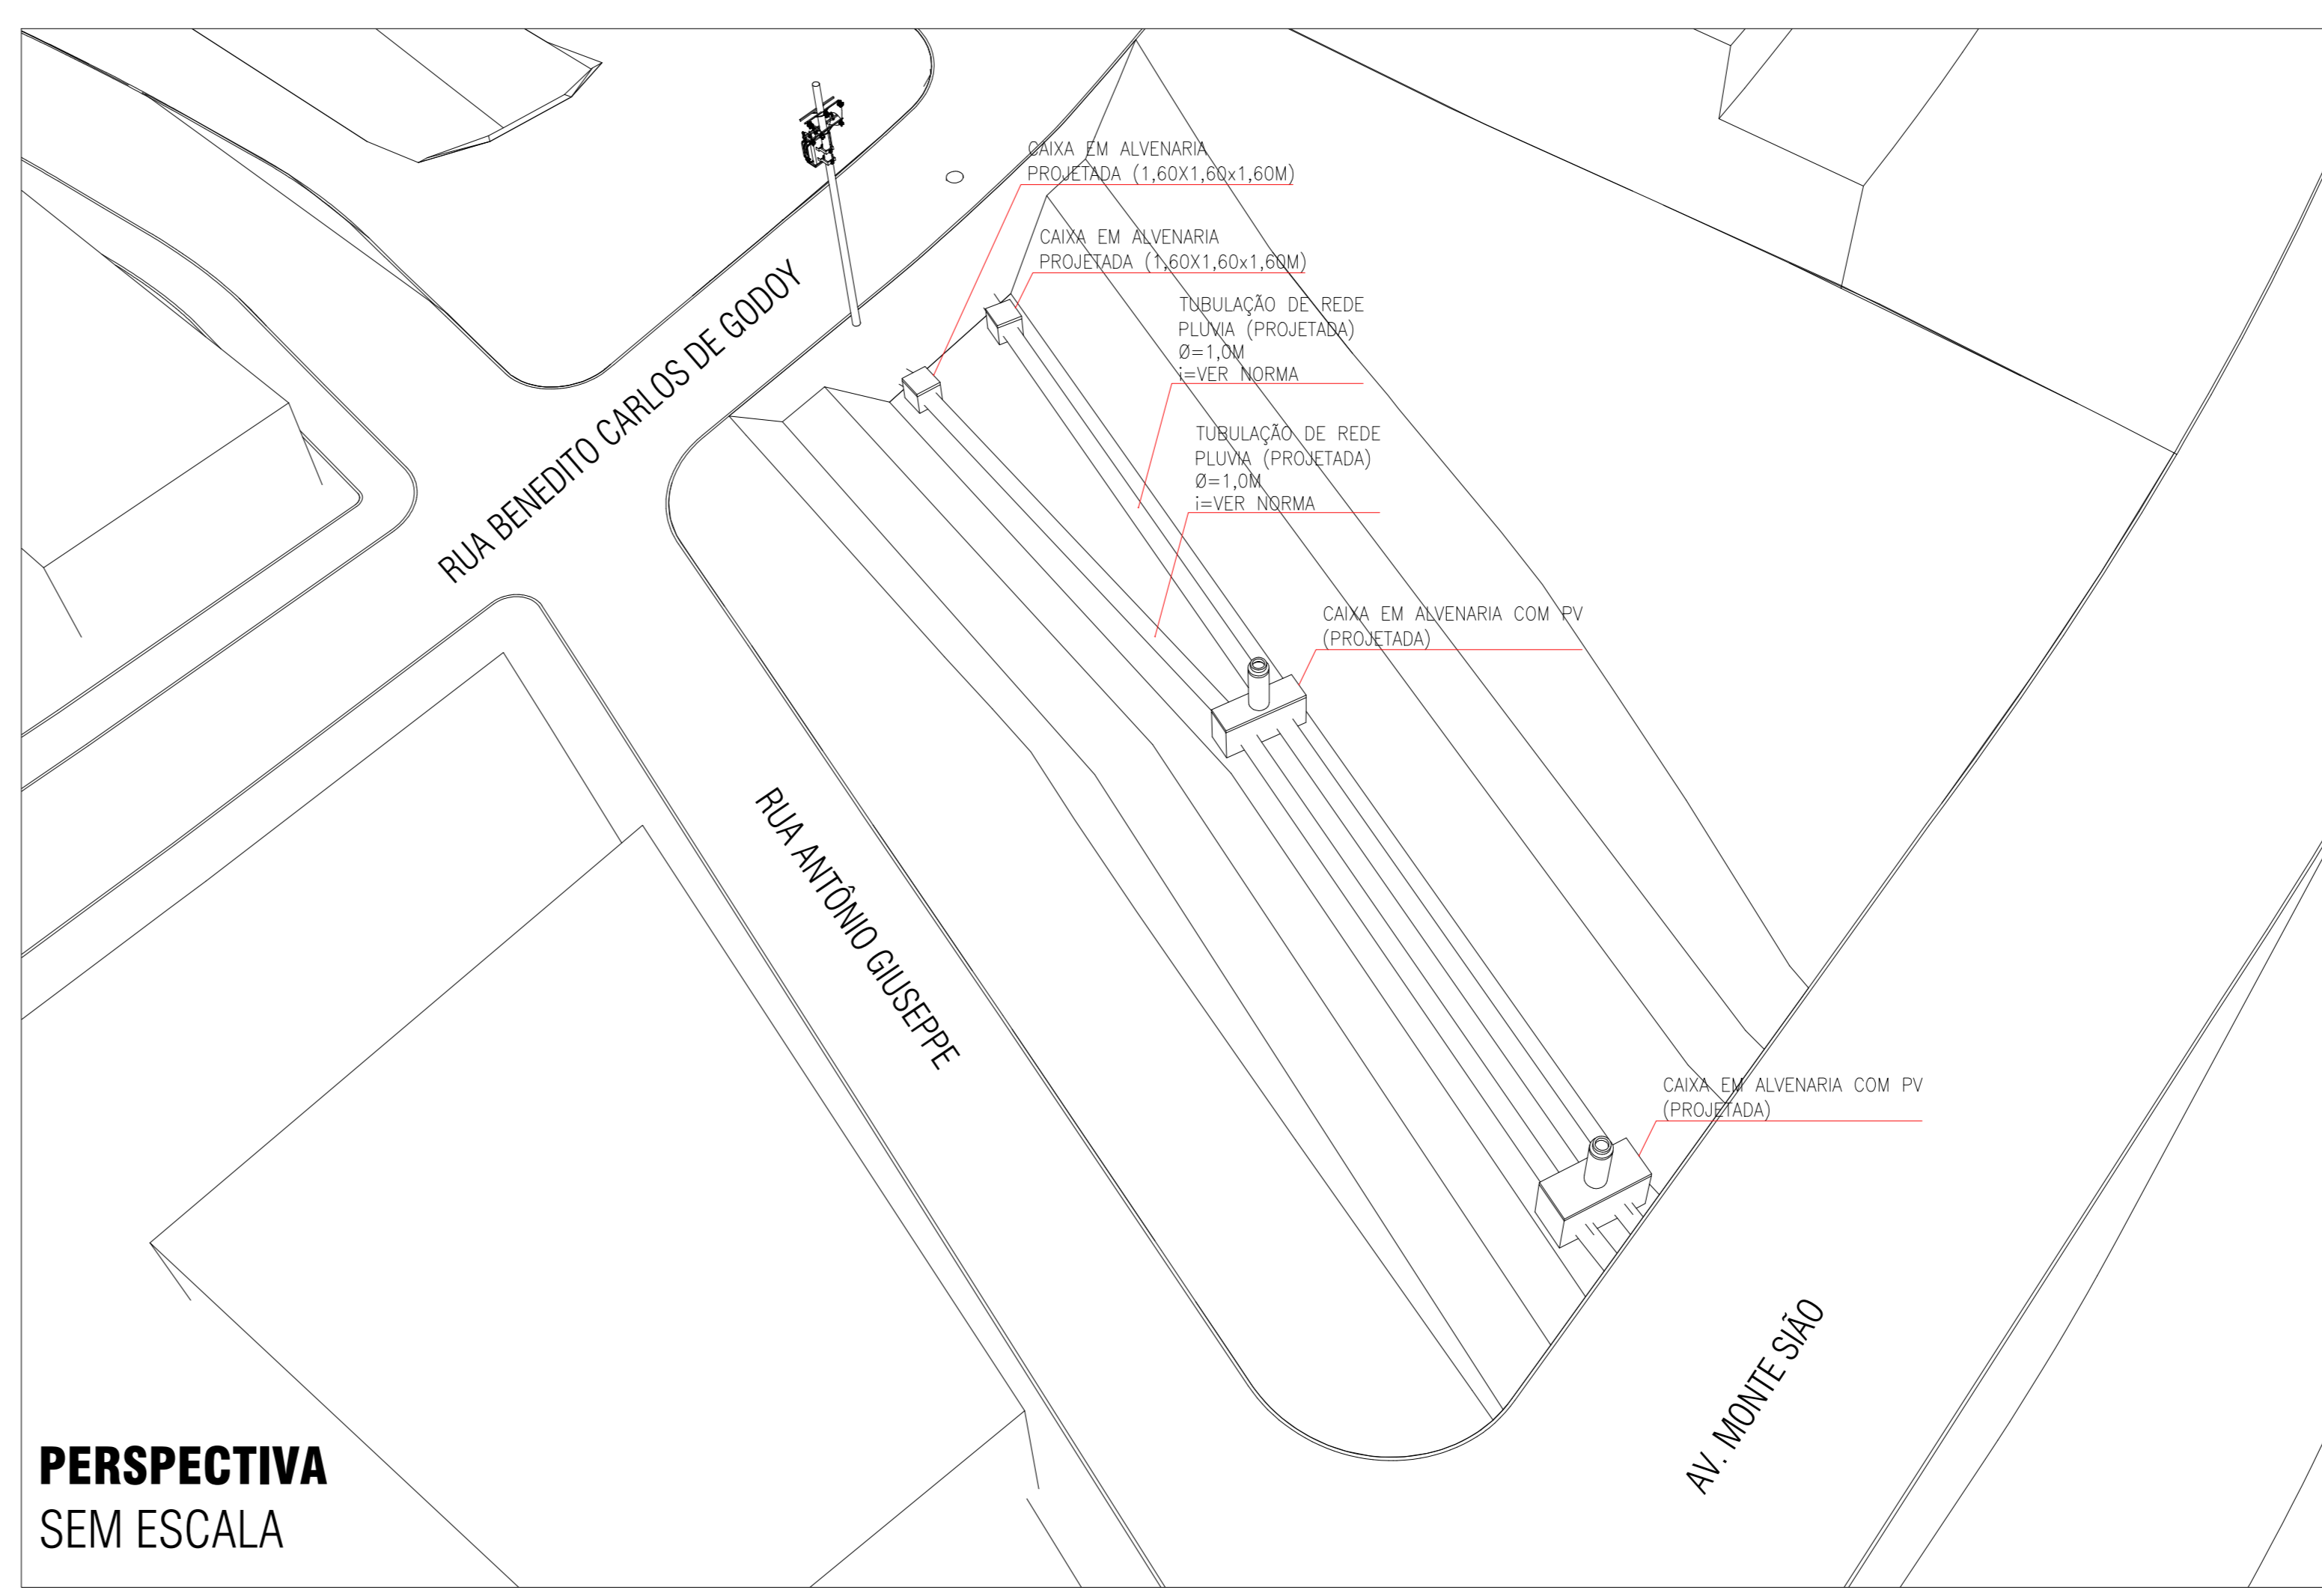 CAIXA EM ALVENARIA
PROJETADA (1,60X1,60x1,60M)
CAIXA EM ALVENARIA
PROJETADA (1,60X1,60x1,60M)
TUBULAÇÃO DE REDE
PLUVIA (PROJETADA)
Ø=1,0M
i=VER NORMA
TUBULAÇÃO DE REDE
PLUVIA (PROJETADA)
Ø=1,0M
i=VER NORMA
RUA BENEDITO CARLOS DE GODOY
CAIXA EM ALVENARIA COM PV
(PROJETADA)
RUA ANTÔNIO GIUSEPPE
CAIXA EM ALVENARIA COM PV
(PROJETADA)
AV. MONTE SIÃO
PERSPECTIVA
SEM ESCALA